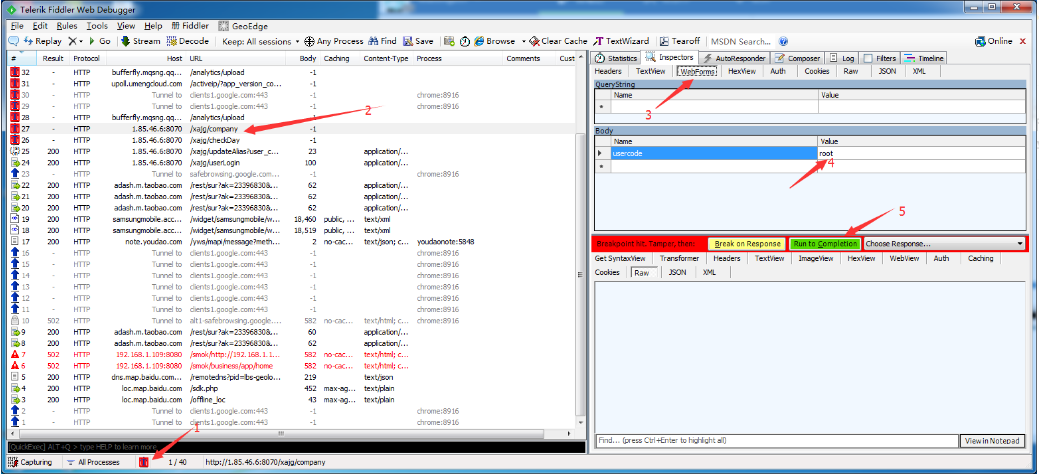 Telerik Fiddler Web Debugger
File Edit Rules Tools View Help Fiddler GeoEdge
Replay Go Stream Decode Keep: All sessions Any Process Find Save Browse Clear Cache TextWizard Tearoff MSDN Search... Online
# Result Protocol Host URL Body Caching Content-Type Process Comments Cust
32 HTTP bufferfly.mqsng.qq... /analytics/upload -1
31 HTTP upoll.umengcloud.com /activeip/?app_version_co... -1
30 HTTP Tunnel to clients1.google.com:443 -1 chrome:8916
29 HTTP Tunnel to clients1.google.com:443 -1 chrome:8916
28 HTTP bufferfly.mqsng.qq... /analytics/upload -1
27 HTTP 1.85.46.6:8070 /xajg/company -1
26 HTTP 1.85.46.6:8070 /xajg/checkDay -1
25 200 HTTP 1.85.46.6:8070 /xajg/updateAlias?user_c... 23 application/...
24 200 HTTP 1.85.46.6:8070 /xajg/userLogin 100 application/...
23 HTTP Tunnel to safebrowsing.google.com... -1 chrome:8916
22 200 HTTP adash.m.taobao.com /rest/sur?ak=23396830&... 62 application/...
21 200 HTTP adash.m.taobao.com /rest/sur?ak=23396830&... 62 application/...
20 200 HTTP adash.m.taobao.com /rest/sur?ak=23396830&... 62 application/...
19 200 HTTP samsungmobile.acc... /widget/samsungmobile/w... 18,460 public, ... text/xml
18 200 HTTP samsungmobile.acc... /widget/samsungmobile/w... 18,519 public, ... text/xml
17 200 HTTP note.youdao.com /yws/mapi/message?meth... 2 no-cac... text/json; c... youdaonote:5848
16 HTTP Tunnel to clients1.google.com:443 -1 chrome:8916
15 HTTP Tunnel to clients1.google.com:443 -1 chrome:8916
14 HTTP Tunnel to clients1.google.com:443 -1 chrome:8916
13 HTTP Tunnel to clients1.google.com:443 -1 chrome:8916
12 HTTP Tunnel to clients1.google.com:443 -1 chrome:8916
11 HTTP Tunnel to clients1.google.com:443 -1 chrome:8916
10 502 HTTP Tunnel to alt1-safebrowsing.google.... 582 no-cac... text/html; c... chrome:8916
9 200 HTTP adash.m.taobao.com /rest/sur?ak=23396830&... 60 application/...
8 200 HTTP adash.m.taobao.com /rest/sur?ak=23396830&... 62 application/...
7 502 HTTP 192.168.1.109:8080 /smok/http://192.168.1.1... 582 no-cac... text/html; c...
6 502 HTTP 192.168.1.109:8080 /smok/business/app/home 582 no-cac... text/html; c...
5 200 HTTP dns.map.baidu.com /remotedns?pid=lbs-geolo... 219 text/json
4 200 HTTP loc.map.baidu.com /sdk.php 452 max-ag... text/plain
3 200 HTTP loc.map.baidu.com /offline_loc 43 max-ag... text/plain
2 HTTP Tunnel to clients1.google.com:443 -1 chrome:8916
1 HTTP Tunnel to clients1.google.com:443 -1 chrome:8916
[QuickExec] ALT+Q > type HELP to learn more
Capturing All Processes 1 / 40 http://1.85.46.6:8070/xajg/company
Statistics Inspectors AutoResponder Composer Log Filters Timeline
Headers TextView WebForms HexView Auth Cookies Raw JSON XML
QueryString
Name Value
Body
Name Value
usercode root
Breakpoint hit. Tamper, then: Break on Response Run to Completion Choose Response...
Get SyntaxView Transformer Headers TextView ImageView HexView WebView Auth Caching
Cookies Raw JSON XML
Find... (press Ctrl+Enter to highlight all) View in Notepad
1
2
3
4
5